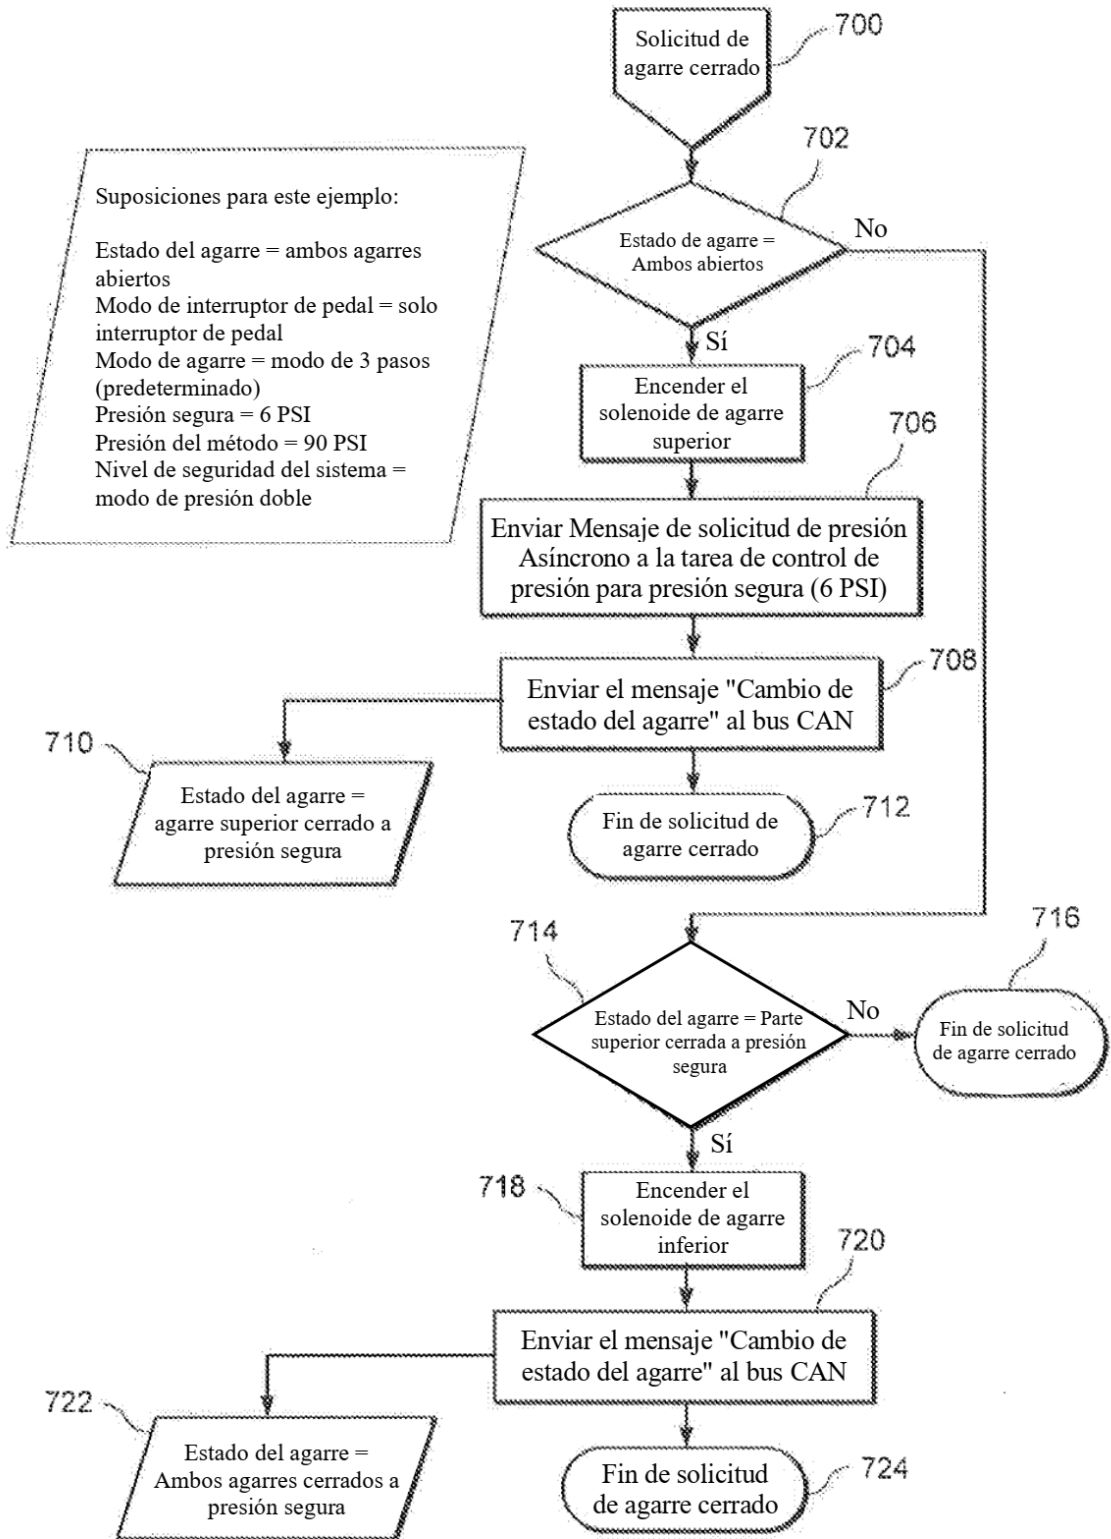 Solicitud de
agarre cerrado
700
702
Suposiciones para este ejemplo:
Estado del agarre = ambos agarres
abiertos
Modo de interruptor de pedal = solo
interruptor de pedal
Modo de agarre = modo de 3 pasos
(predeterminado)
Presión segura = 6 PSI
Presión del método = 90 PSI
Nivel de seguridad del sistema =
modo de presión doble
Estado de agarre =
Ambos abiertos
No
Sí
704
Encender el
solenoide de agarre
superior
706
Enviar Mensaje de solicitud de presión
Asíncrono a la tarea de control de
presión para presión segura (6 PSI)
708
Enviar el mensaje "Cambio de
estado del agarre" al bus CAN
710
Estado del agarre =
agarre superior cerrado a
presión segura
Fin de solicitud de
agarre cerrado
712
714
Estado del agarre = Parte
superior cerrada a presión
segura
No
716
Fin de solicitud
de agarre cerrado
Sí
718
Encender el
solenoide de agarre
inferior
720
Enviar el mensaje "Cambio de
estado del agarre" al bus CAN
722
Estado del agarre =
Ambos agarres cerrados a
presión segura
Fin de solicitud
de agarre cerrado
724